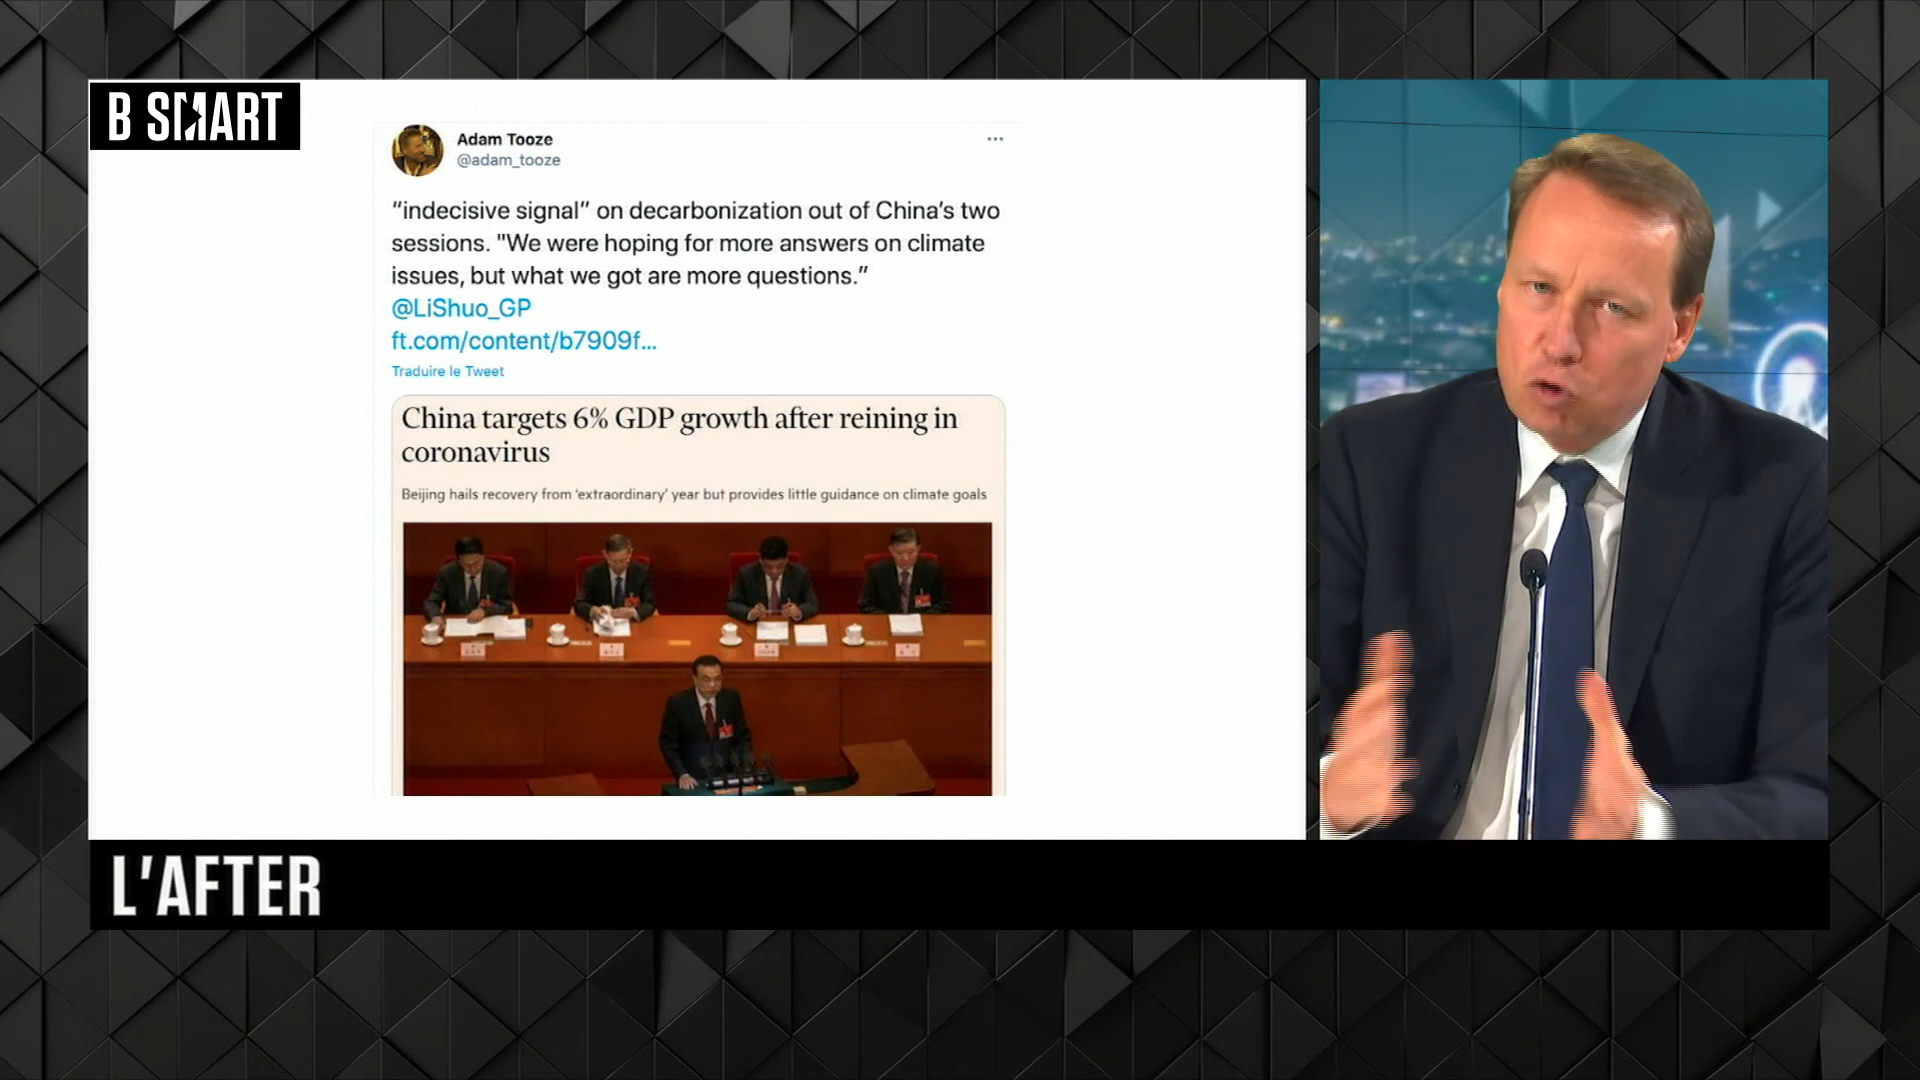 B SMART
Adam Tooze
@adam_tooze
“indecisive signal” on decarbonization out of China’s two
sessions. "We were hoping for more answers on climate
issues, but what we got are more questions.”
@LiShuo_GP
ft.com/content/b7909f...
Traduire le Tweet
China targets 6% GDP growth after reining in
coronavirus
Beijing hails recovery from ‘extraordinary’ year but provides little guidance on climate goals
L'AFTER